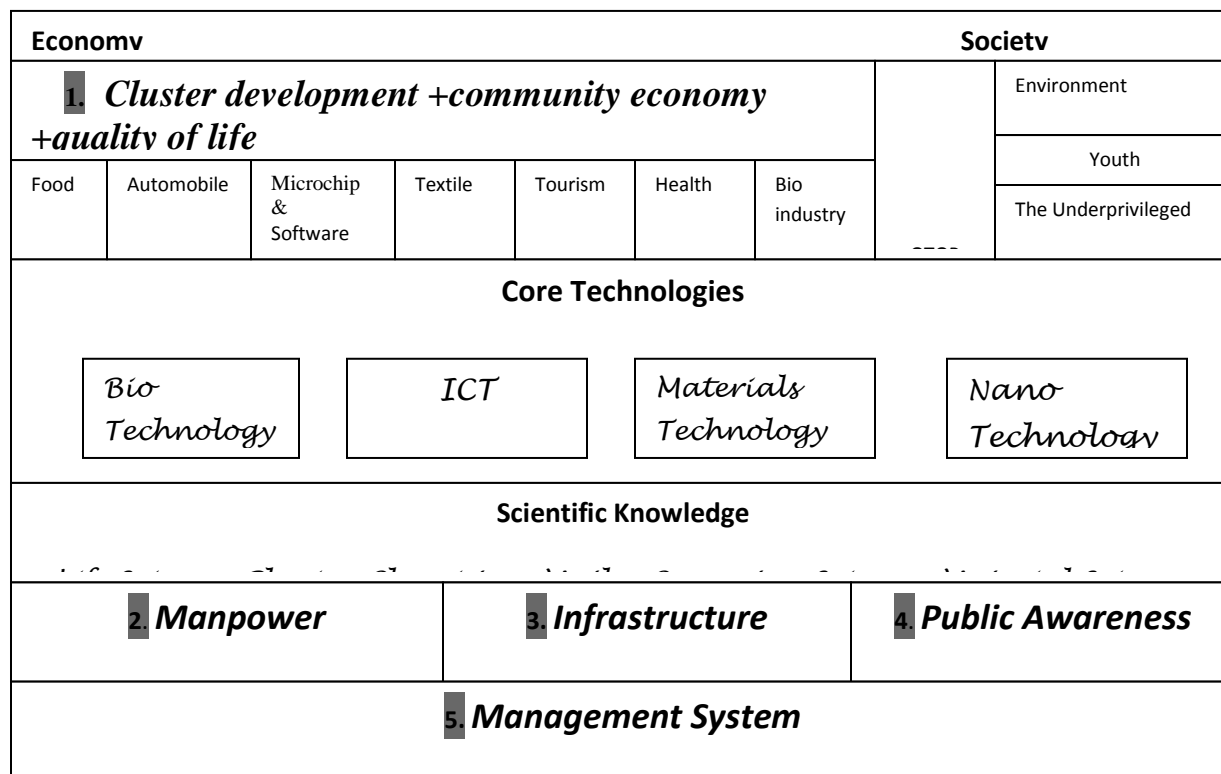 Economy Society
1. Cluster development +community economy
+quality of life
Environment
Youth
The Underprivileged
Food
Automobile
Microchip
&
Software
Textile
Tourism
Health
Bio
industry
Core Technologies
Bio
Technology
ICT
Materials
Technology
Nano
Technology
Scientific Knowledge
2. Manpower
3. Infrastructure
4. Public Awareness
5. Management System